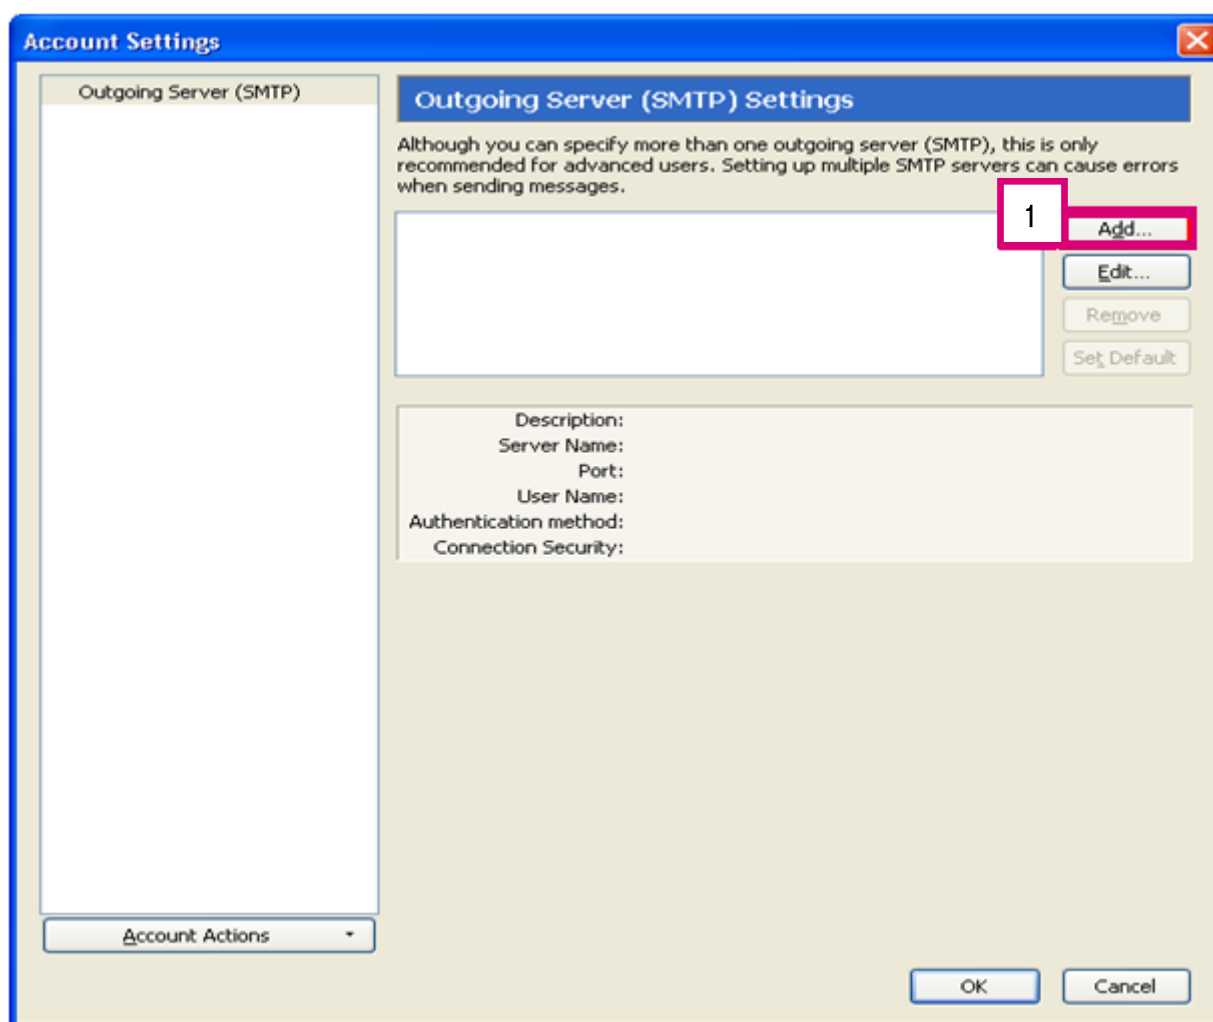 Account Settings
Outgoing Server (SMTP)
Outgoing Server (SMTP) Settings
Although you can specify more than one outgoing server (SMTP), this is only
recommended for advanced users. Setting up multiple SMTP servers can cause errors
when sending messages.
1
Add...
Edit...
Remove
Set Default
Description:
Server Name:
Port:
User Name:
Authentication method:
Connection Security:
Account Actions
OK
Cancel